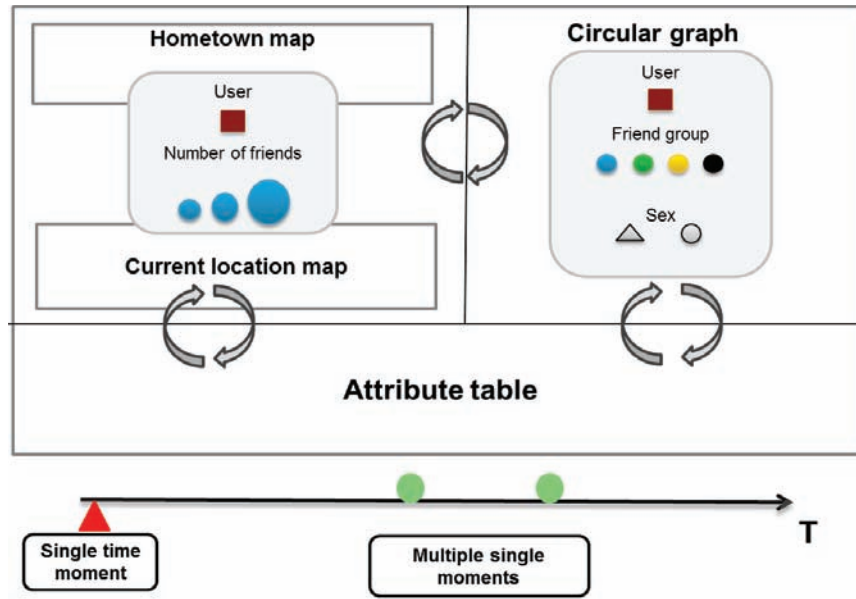 Hometown map
User
Number of friends
Current location map
Circular graph
User
Friend group
Sex
Attribute table
T
Single time
moment
Multiple single
moments